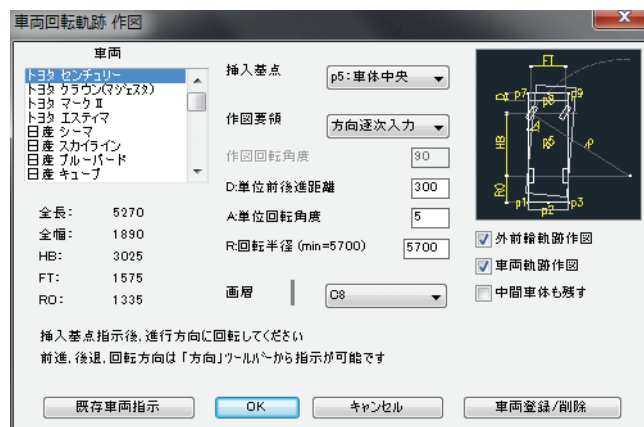 車両回転軌跡 作図
車両
トヨタ センチュリー
トヨタ クラウン(マジェスタ)
トヨタ マークⅡ
トヨタ エスティマ
日産 シーマ
日産 スカイライン
日産 ブルーバード
日産 キューブ
全長: 5270
全幅: 1890
HB: 3025
FT: 1575
RO: 1335
挿入基点 p5:車体中央
作図要領 方向逐次入力
作図回転角度 90
D:単位前後進距離 300
A:単位回転角度 5
R:回転半径 (min=5700) 5700
画層 C8
FT
D p7 p8 p9
A
HB p5 R
RO
p1 p2 p3
外前輪軌跡作図
車両軌跡作図
中間車体も残す
挿入基点指示後,進行方向に回転してください
前進,後退,回転方向は「方向」ツールバーから指示が可能です
既存車両指示 OK キャンセル 車両登録/削除